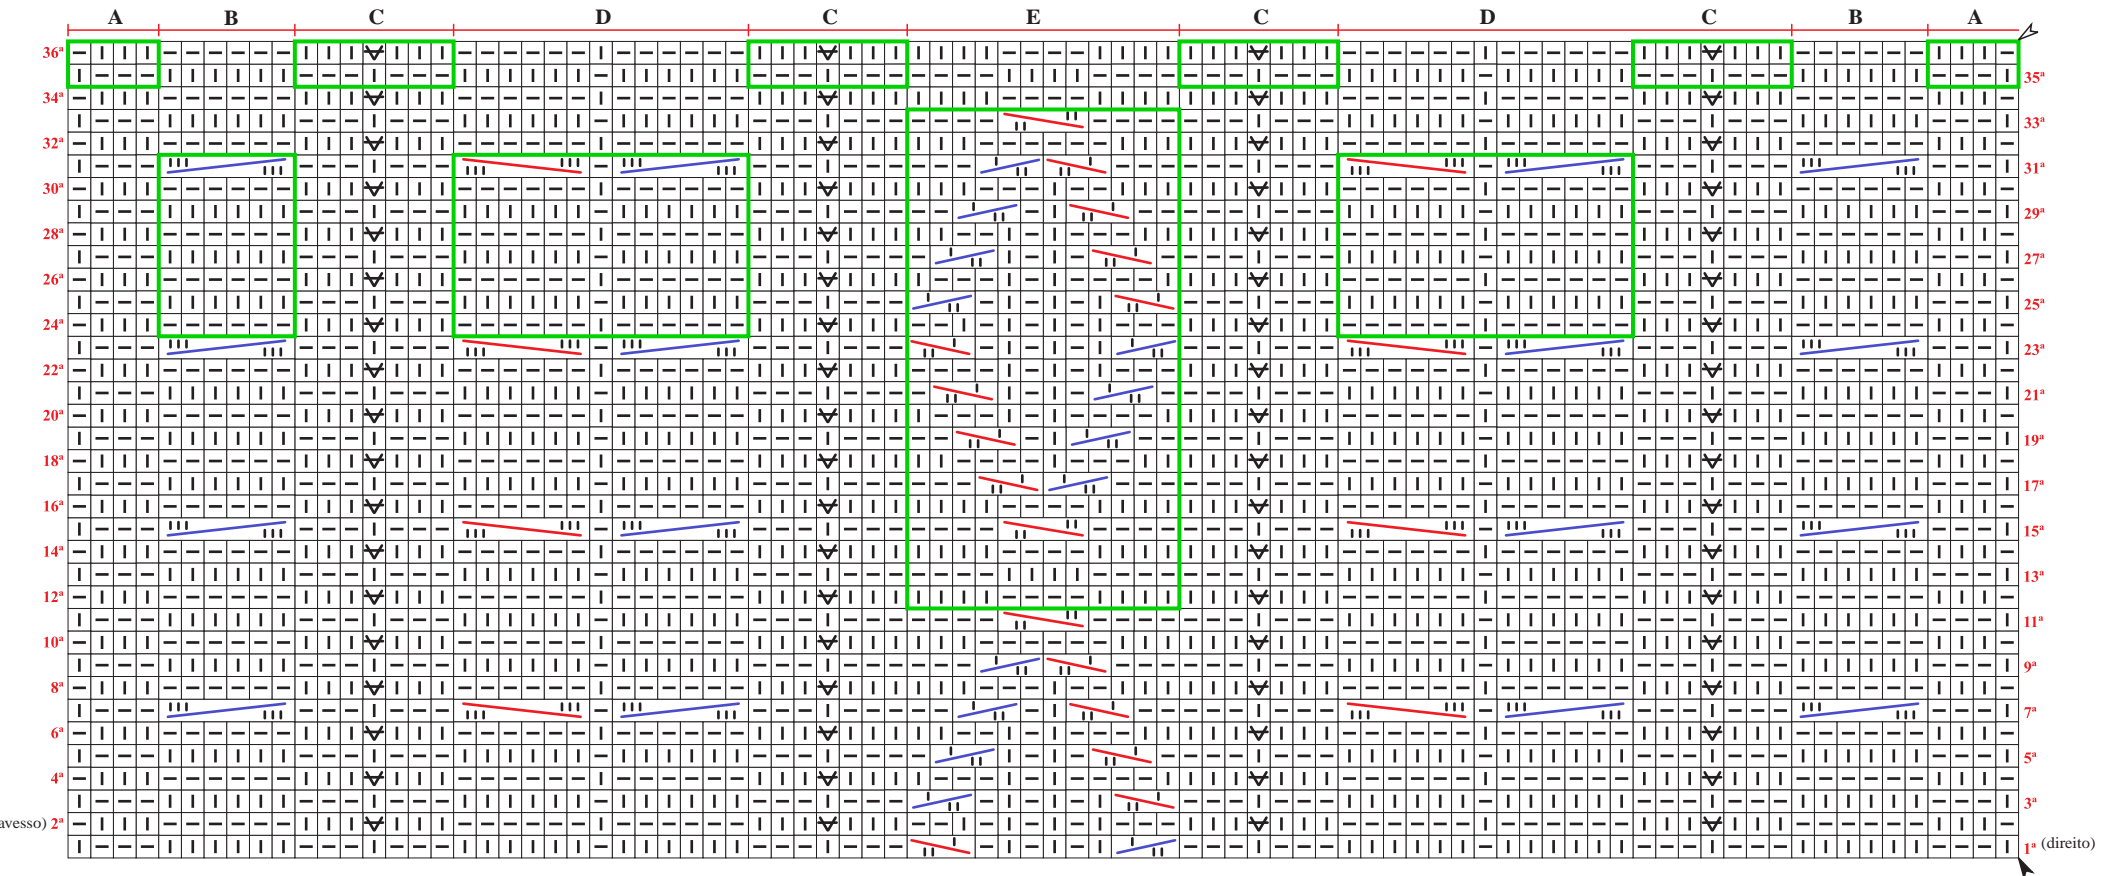 A B C D C E C D C B A
36ª
35ª
34ª
33ª
32ª
31ª
30ª
29ª
28ª
27ª
26ª
25ª
24ª
23ª
22ª
21ª
20ª
19ª
18ª
17ª
16ª
15ª
14ª
13ª
12ª
11ª
10ª
9ª
8ª
7ª
6ª
5ª
4ª
3ª
avesso) 2ª
1ª (direito)